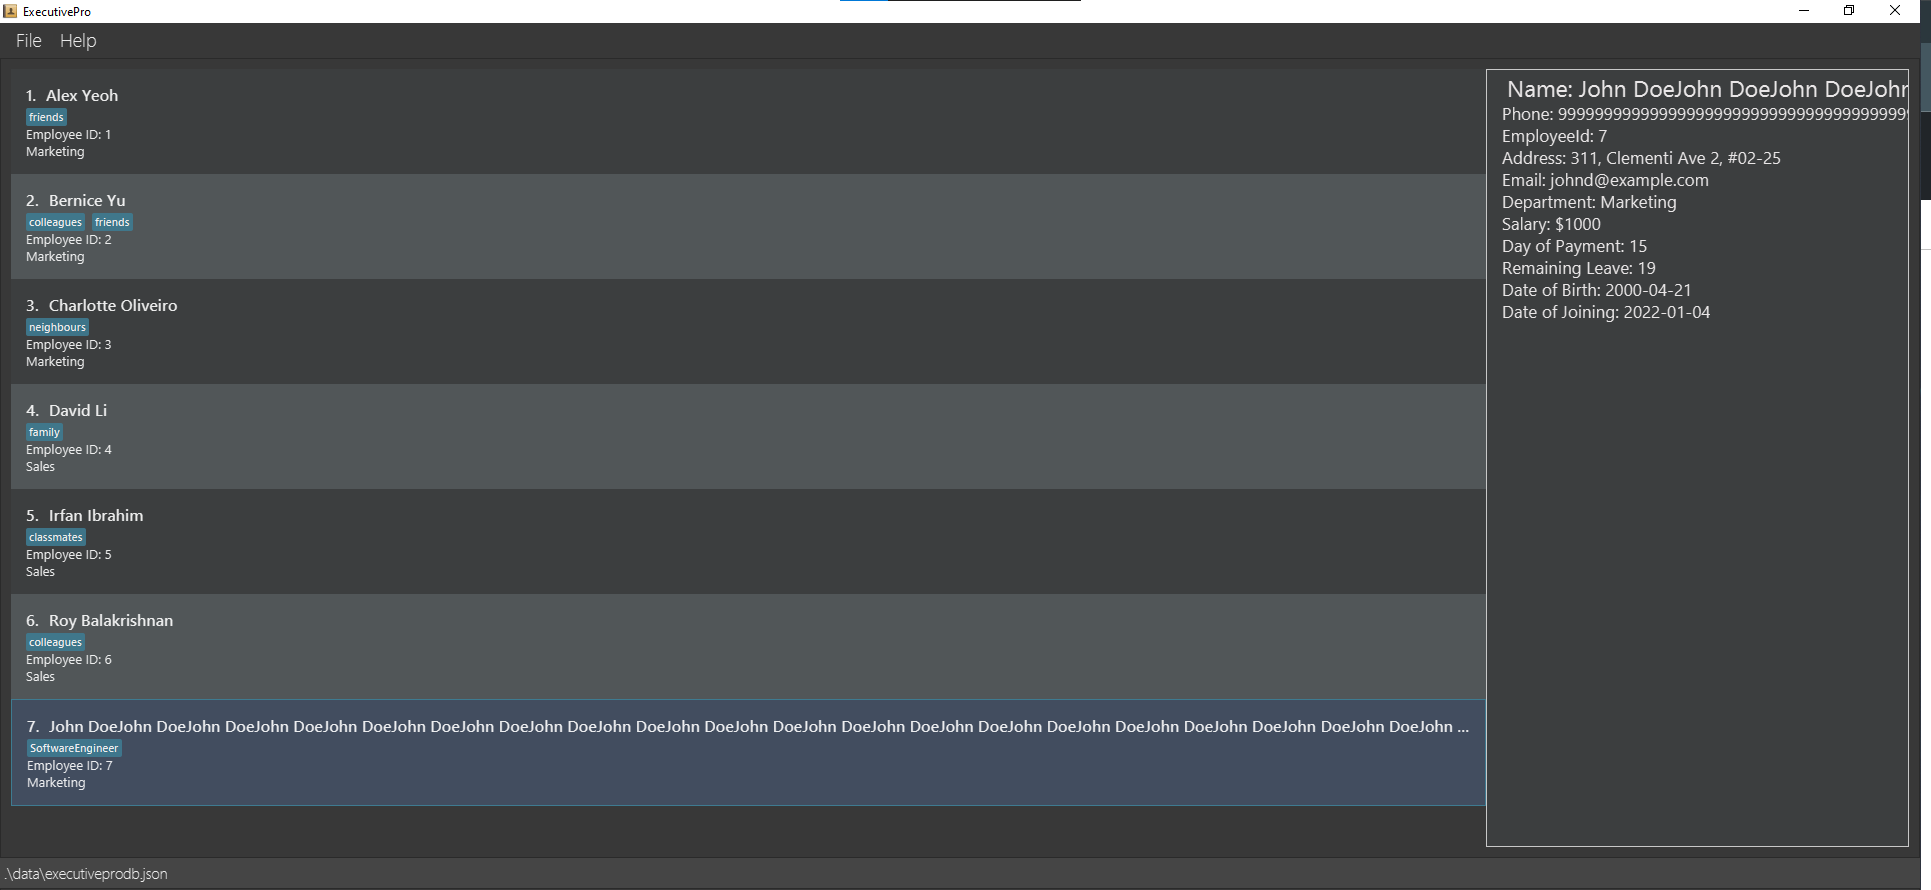 ExecutivePro
File Help
1. Alex Yeoh
friends
Employee ID: 1
Marketing
2. Bernice Yu
colleagues friends
Employee ID: 2
Marketing
3. Charlotte Oliveiro
neighbours
Employee ID: 3
Marketing
4. David Li
family
Employee ID: 4
Sales
5. Irfan Ibrahim
classmates
Employee ID: 5
Sales
6. Roy Balakrishnan
colleagues
Employee ID: 6
Sales
7. John DoeJohn DoeJohn DoeJohn DoeJohn DoeJohn DoeJohn DoeJohn DoeJohn DoeJohn DoeJohn DoeJohn DoeJohn DoeJohn DoeJohn DoeJohn DoeJohn DoeJohn DoeJohn DoeJohn DoeJohn ...
SoftwareEngineer
Employee ID: 7
Marketing
Name: John DoeJohn DoeJohn DoeJohn
Phone: 999999999999999999999999999999999999999
EmployeeId: 7
Address: 311, Clementi Ave 2, #02-25
Email: johnd@example.com
Department: Marketing
Salary: $1000
Day of Payment: 15
Remaining Leave: 19
Date of Birth: 2000-04-21
Date of Joining: 2022-01-04
.\data\executiveprodb.json